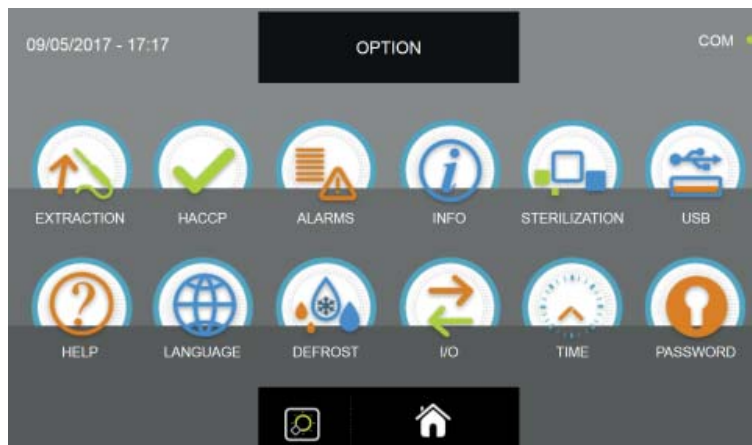 09/05/2017 - 17:17 OPTION COM
EXTRACTION HACCP ALARMS INFO STERILIZATION USB
HELP LANGUAGE DEFROST I/O TIME PASSWORD